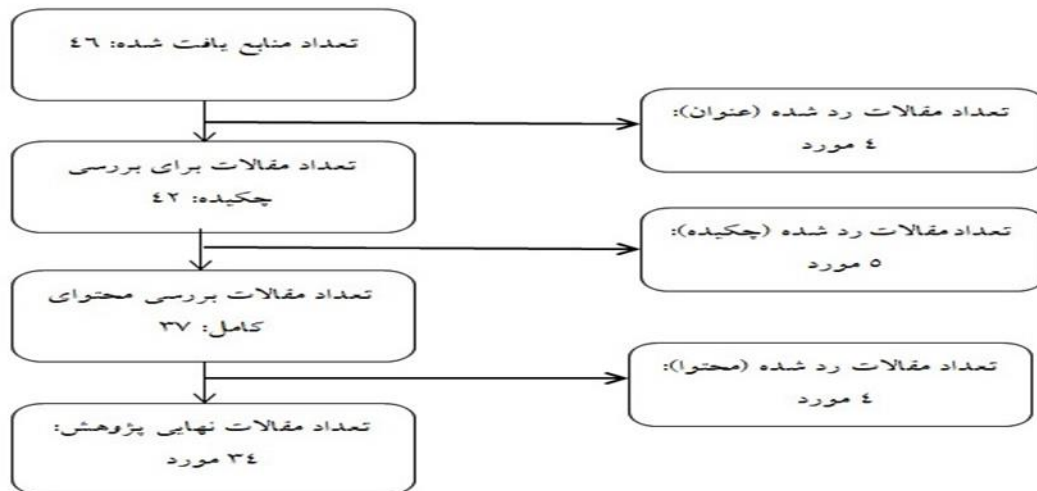 تعداد منابع یافت شده: ٤٦
تعداد مقالات رد شده (عنوان):
٤ مورد
تعداد مقالات برای بررسی
چکیده: ٤٢
تعداد مقالات رد شده (چکیده):
٥ مورد
تعداد مقالات بررسی محتوای
کامل: ٣٧
تعداد مقالات رد شده (محتوا):
٤ مورد
تعداد مقالات نهایی پژوهش:
٣٤ مورد